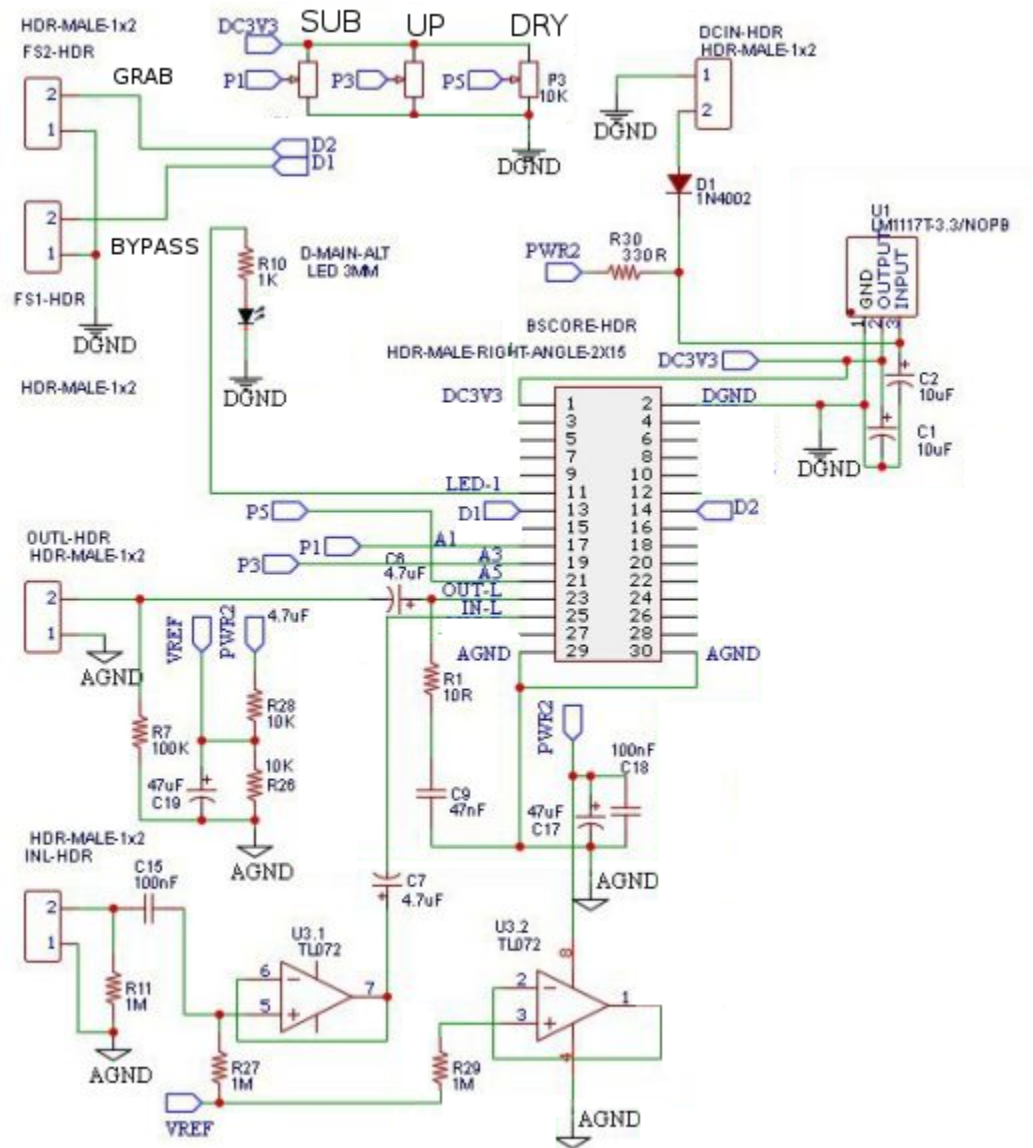 HDR-MALE-1x2
FS2-HDR
2
1
GRAB
D2
D1
2
1
BYPASS
FS1-HDR
DGND
HDR-MALE-1x2
DC3V3
SUB
UP
DRY
P1
P3
P5
P3
10K
DGND
DCIN-HDR
HDR-MALE-1x2
1
2
DGND
D1
1N4002
PWR2
R30
330R
U1
LM1117T-3.3/NOPB
GND
OUTPUT
INPUT
1
2
3
C2
10uF
C1
10uF
DGND
R10
1K
D-MAIN-ALT
LED 3MM
DGND
BSCORE-HDR
HDR-MALE-RIGHT-ANGLE-2X15
DC3V3
DC3V3
DGND
1 2
3 4
5 6
7 8
9 10
11 12
13 14
15 16
17 18
19 20
21 22
23 24
25 26
27 28
29 30
LED-1
D1
D2
P5
P1
A1
P3
A3
A5
OUT-L
IN-L
AGND
AGND
OUTL-HDR
HDR-MALE-1x2
2
1
AGND
C6
4.7uF
VREF
PWR2
4.7uF
R28
10K
10K
R26
R7
100K
47uF
C19
AGND
R1
10R
C9
47nF
PWR2
100nF
C18
47uF
C17
AGND
HDR-MALE-1x2
INL-HDR
2
1
C15
100nF
R11
1M
AGND
C7
4.7uF
U3.1
TL072
6
5
7
R27
1M
VREF
R29
1M
U3.2
TL072
8
2
3
1
4
AGND